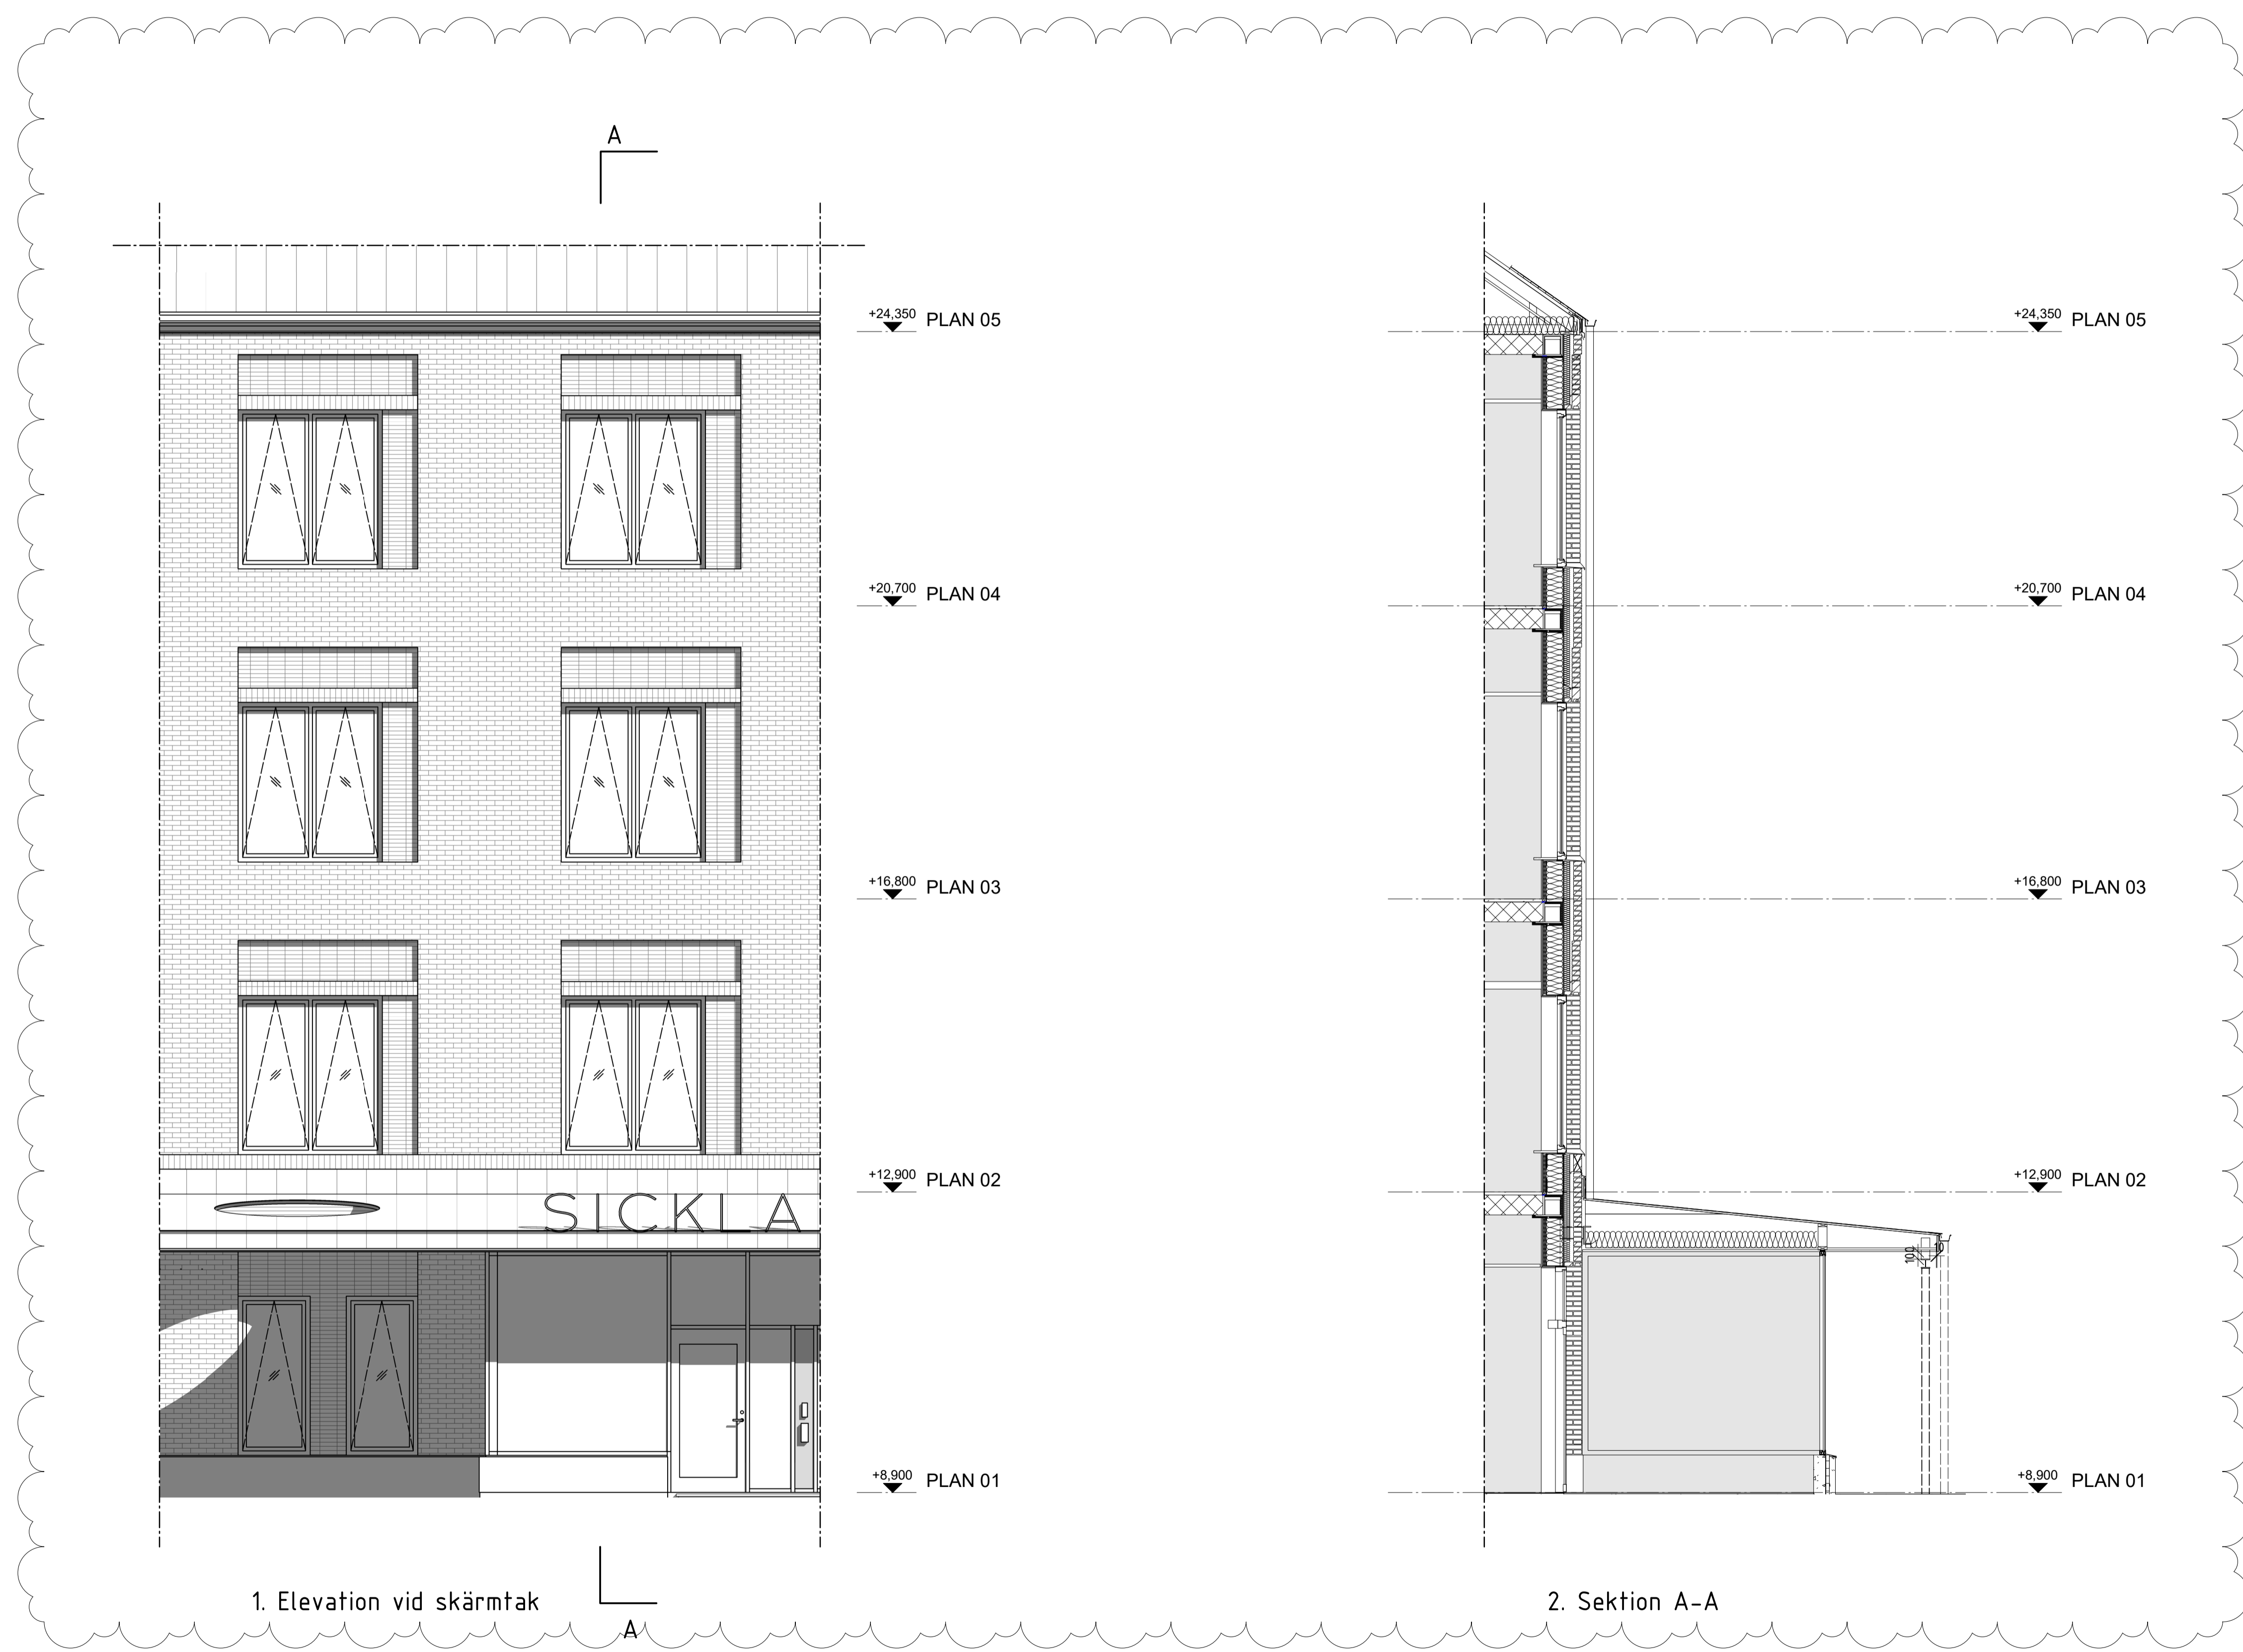 A
+24,350 PLAN 05
+24,350 PLAN 05
+20,700 PLAN 04
+20,700 PLAN 04
+16,800 PLAN 03
+16,800 PLAN 03
+12,900 PLAN 02
+12,900 PLAN 02
SICKLA
100
10
+8,900 PLAN 01
+8,900 PLAN 01
1. Elevation vid skärmtak
A
2. Sektion A-A